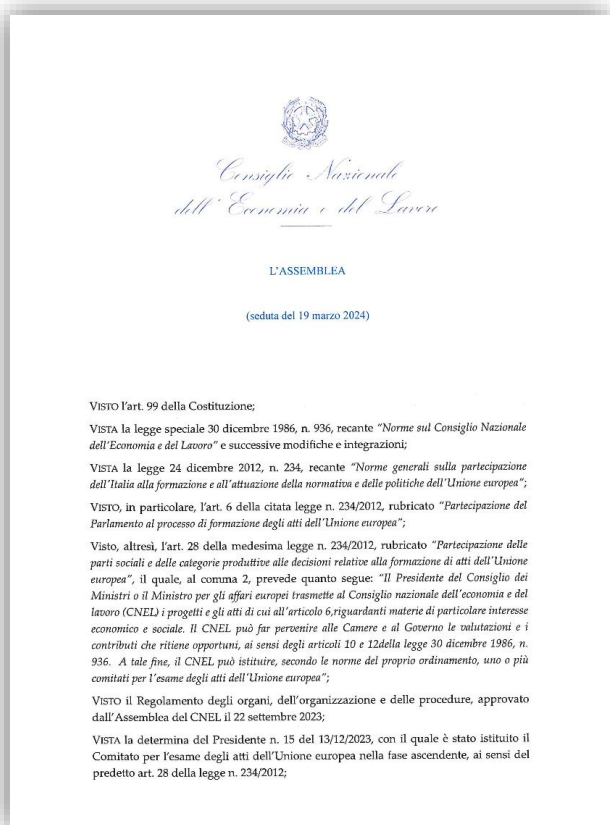 Consiglio Nazionale
dell'Economia e del Lavoro
L'ASSEMBLEA
(seduta del 19 marzo 2024)
VISTO l'art. 99 della Costituzione;
VISTA la legge speciale 30 dicembre 1986, n. 936, recante "Norme sul Consiglio Nazionale
dell'Economia e del Lavoro" e successive modifiche e integrazioni;
VISTA la legge 24 dicembre 2012, n. 234, recante "Norme generali sulla partecipazione
dell'Italia alla formazione e all'attuazione della normativa e delle politiche dell'Unione europea";
VISTO, in particolare, l'art. 6 della citata legge n. 234/2012, rubricato "Partecipazione del
Parlamento al processo di formazione degli atti dell'Unione europea";
Visto, altresì, l'art. 28 della medesima legge n. 234/2012, rubricato "Partecipazione delle
parti sociali e delle categorie produttive alle decisioni relative alla formazione di atti dell'Unione
europea", il quale, al comma 2, prevede quanto segue: "Il Presidente del Consiglio dei
Ministri o il Ministro per gli affari europei trasmette al Consiglio nazionale dell'economia e del
lavoro (CNEL) i progetti e gli atti di cui all'articolo 6,riguardanti materie di particolare interesse
economico e sociale. Il CNEL può far pervenire alle Camere e al Governo le valutazioni e i
contributi che ritiene opportuni, ai sensi degli articoli 10 e 12della legge 30 dicembre 1986, n.
936. A tale fine, il CNEL può istituire, secondo le norme del proprio ordinamento, uno o più
comitati per l'esame degli atti dell'Unione europea";
VISTO il Regolamento degli organi, dell'organizzazione e delle procedure, approvato
dall'Assemblea del CNEL il 22 settembre 2023;
VISTA la determina del Presidente n. 15 del 13/12/2023, con il quale è stato istituito il
Comitato per l'esame degli atti dell'Unione europea nella fase ascendente, ai sensi del
predetto art. 28 della legge n. 234/2012;